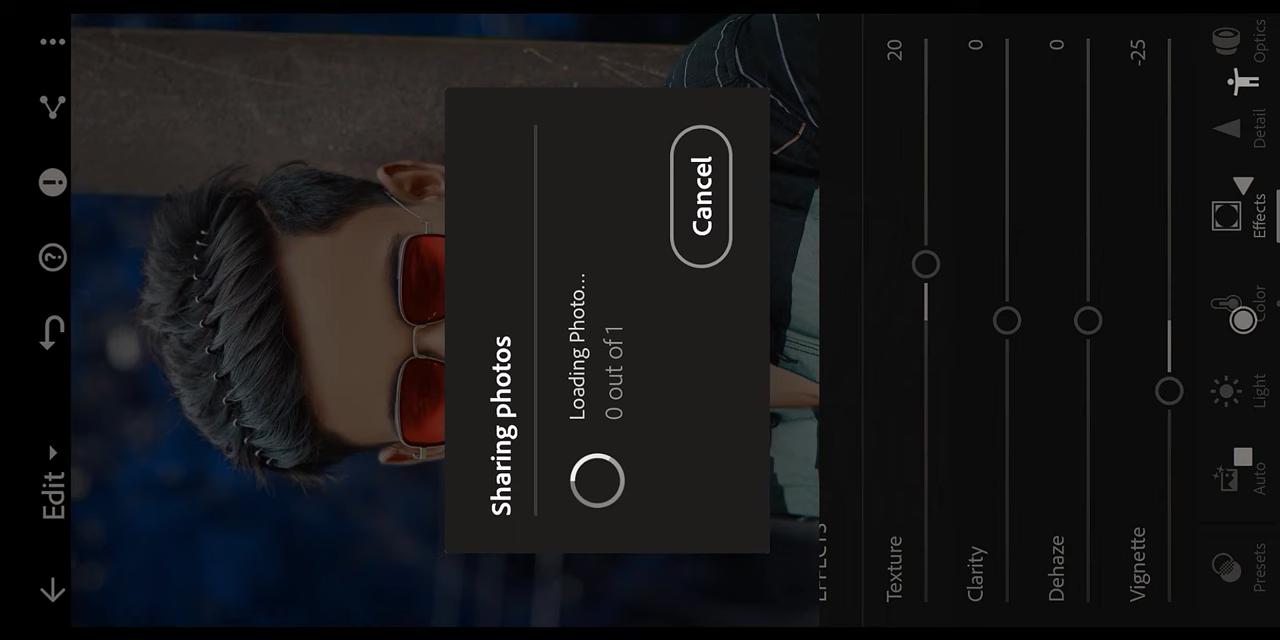 Edit
Sharing photos
Loading Photo...
0 out of 1
Cancel
EFFECTS
Texture
20
Clarity
0
Dehaze
0
Vignette
-25
Presets
Auto
Light
Color
Effects
Detail
Optics